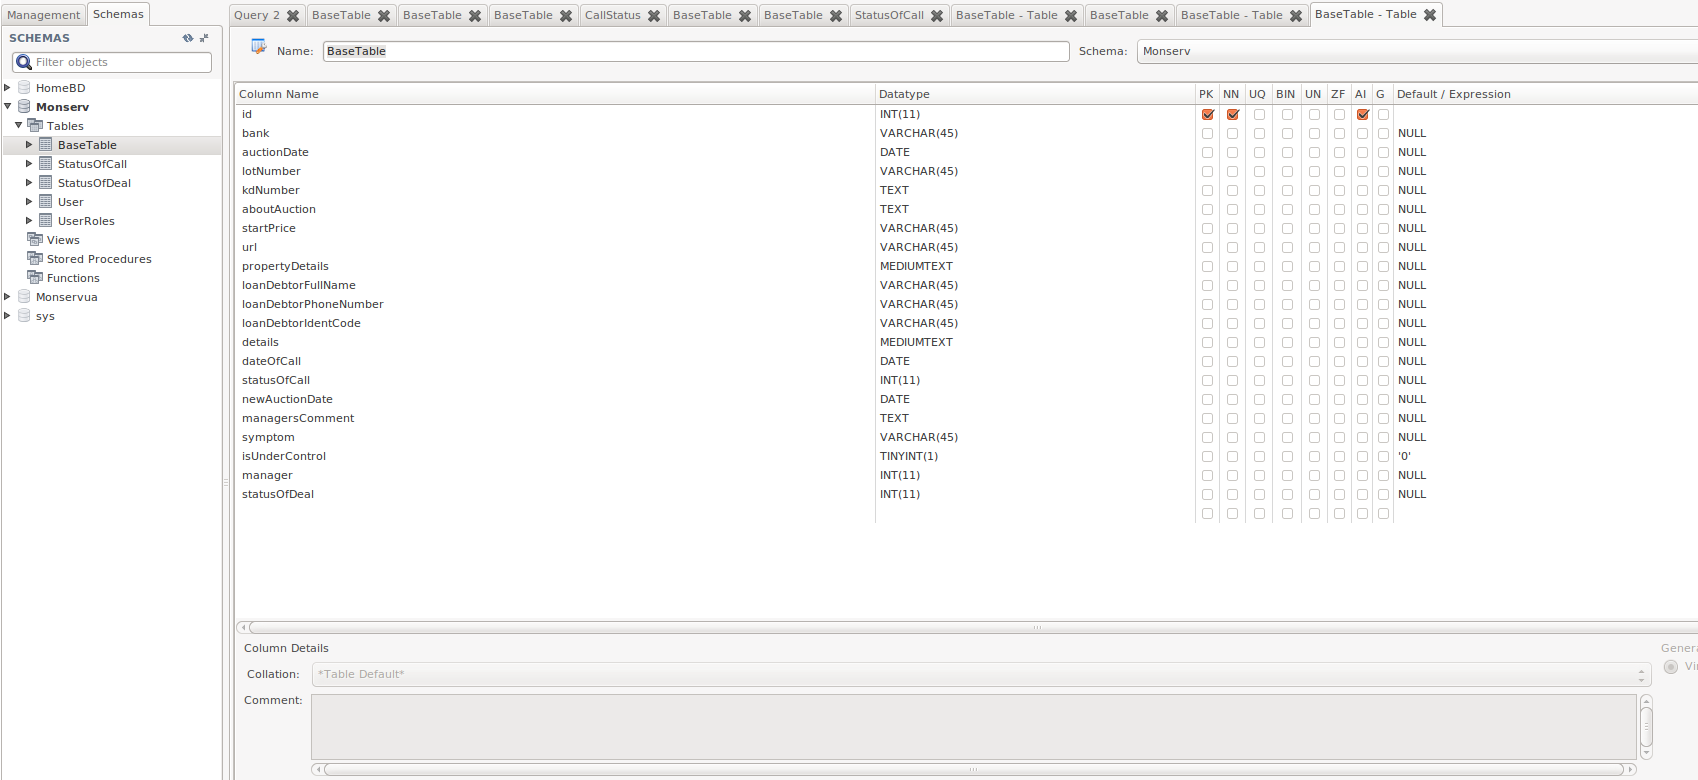 Management Schemas
SCHEMAS
Filter objects
HomeBD
Monserv
Tables
BaseTable
StatusOfCall
StatusOfDeal
User
UserRoles
Views
Stored Procedures
Functions
Monservua
sys
Query 2 BaseTable BaseTable BaseTable CallStatus BaseTable BaseTable StatusOfCall BaseTable - Table BaseTable BaseTable - Table BaseTable - Table
Name: BaseTable Schema: Monserv
Column Name Datatype PK NN UQ BIN UN ZF AI G Default / Expression
id INT(11)
bank VARCHAR(45) NULL
auctionDate DATE NULL
lotNumber VARCHAR(45) NULL
kdNumber TEXT NULL
aboutAuction TEXT NULL
startPrice VARCHAR(45) NULL
url VARCHAR(45) NULL
propertyDetails MEDIUMTEXT NULL
loanDebtorFullName VARCHAR(45) NULL
loanDebtorPhoneNumber VARCHAR(45) NULL
loanDebtorIdentCode VARCHAR(45) NULL
details MEDIUMTEXT NULL
dateOfCall DATE NULL
statusOfCall INT(11) NULL
newAuctionDate DATE NULL
managersComment TEXT NULL
symptom VARCHAR(45) NULL
isUnderControl TINYINT(1) '0'
manager INT(11) NULL
statusOfDeal INT(11) NULL
Column Details Genera
Collation: *Table Default* Vi
Comment: